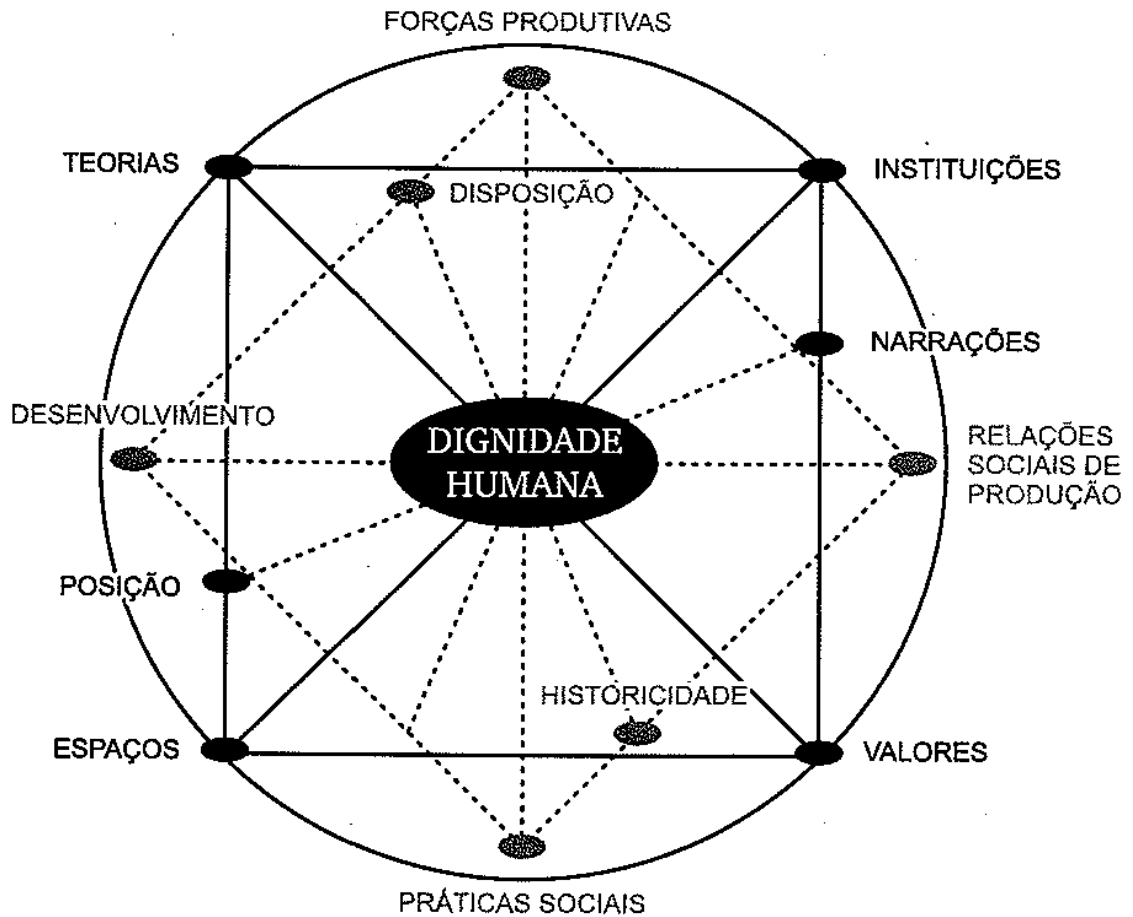 FORÇAS PRODUTIVAS
TEORIAS
INSTITUIÇÕES
DISPOSIÇÃO
NARRAÇÕES
DESENVOLVIMENTO
DIGNIDADE
HUMANA
RELAÇÕES
SOCIAIS DE
PRODUÇÃO
POSIÇÃO
HISTORICIDADE
ESPAÇOS
VALORES
PRÁTICAS SOCIAIS